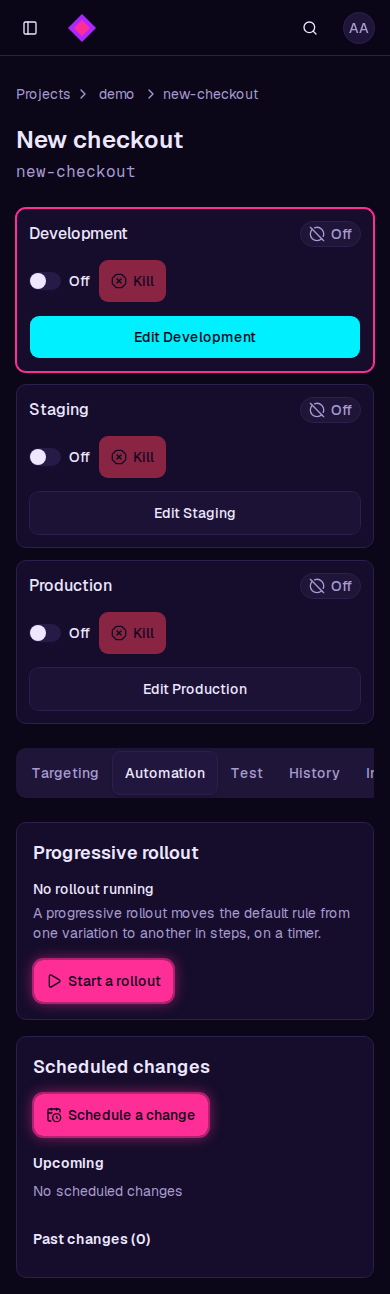 AA
Projects > demo > new-checkout
New checkout
new-checkout
Development
Off
Off
Kill
Edit Development
Staging
Off
Off
Kill
Edit Staging
Production
Off
Off
Kill
Edit Production
Targeting Automation Test History
Progressive rollout
No rollout running
A progressive rollout moves the default rule from
one variation to another in steps, on a timer.
Start a rollout
Scheduled changes
Schedule a change
Upcoming
No scheduled changes
Past changes (0)